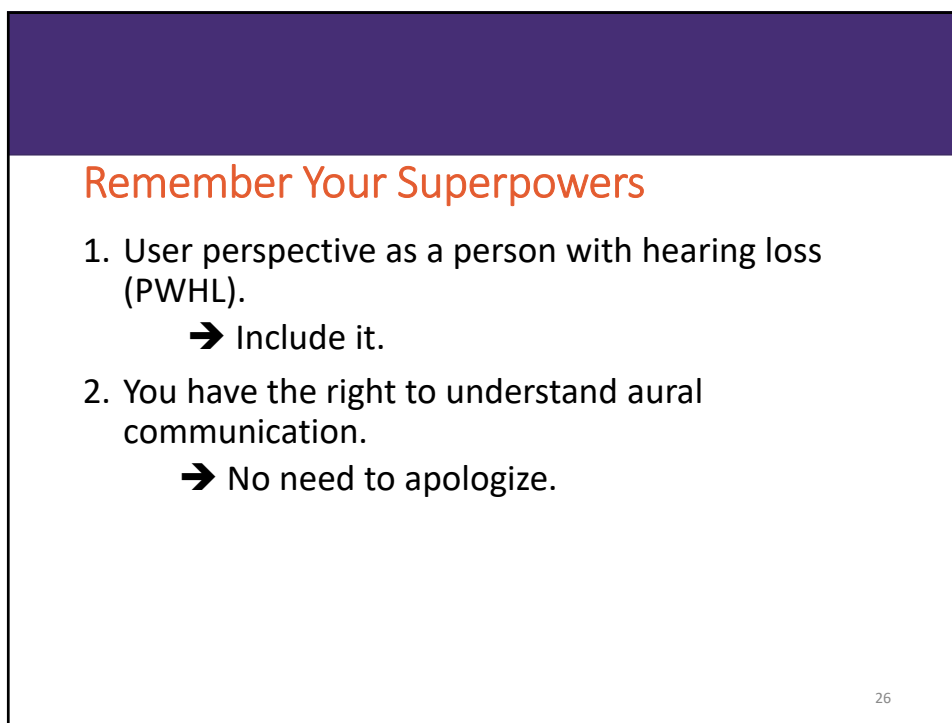 Remember Your Superpowers
1. User perspective as a person with hearing loss
(PWHL).
➔ Include it.
2. You have the right to understand aural
communication.
➔ No need to apologize.
26